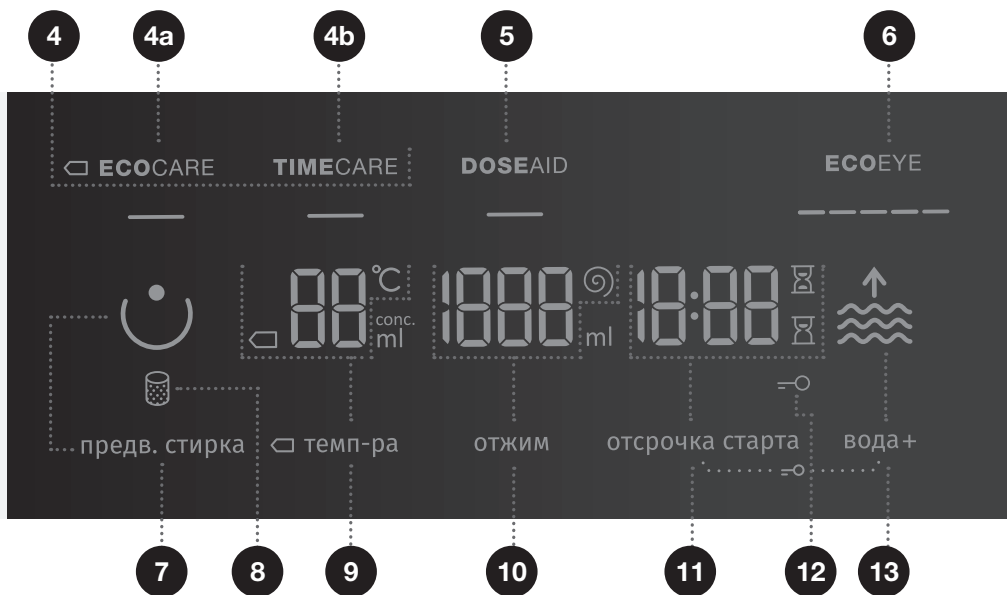 4 4a 4b 5 6
ECOCARE TIMECARE DOSEAID ECOEYE
88 °C 1888 18:88
conc.
ml ml
предв. стирка темп-ра отжим отсрочка старта вода+
7 8 9 10 11 12 13